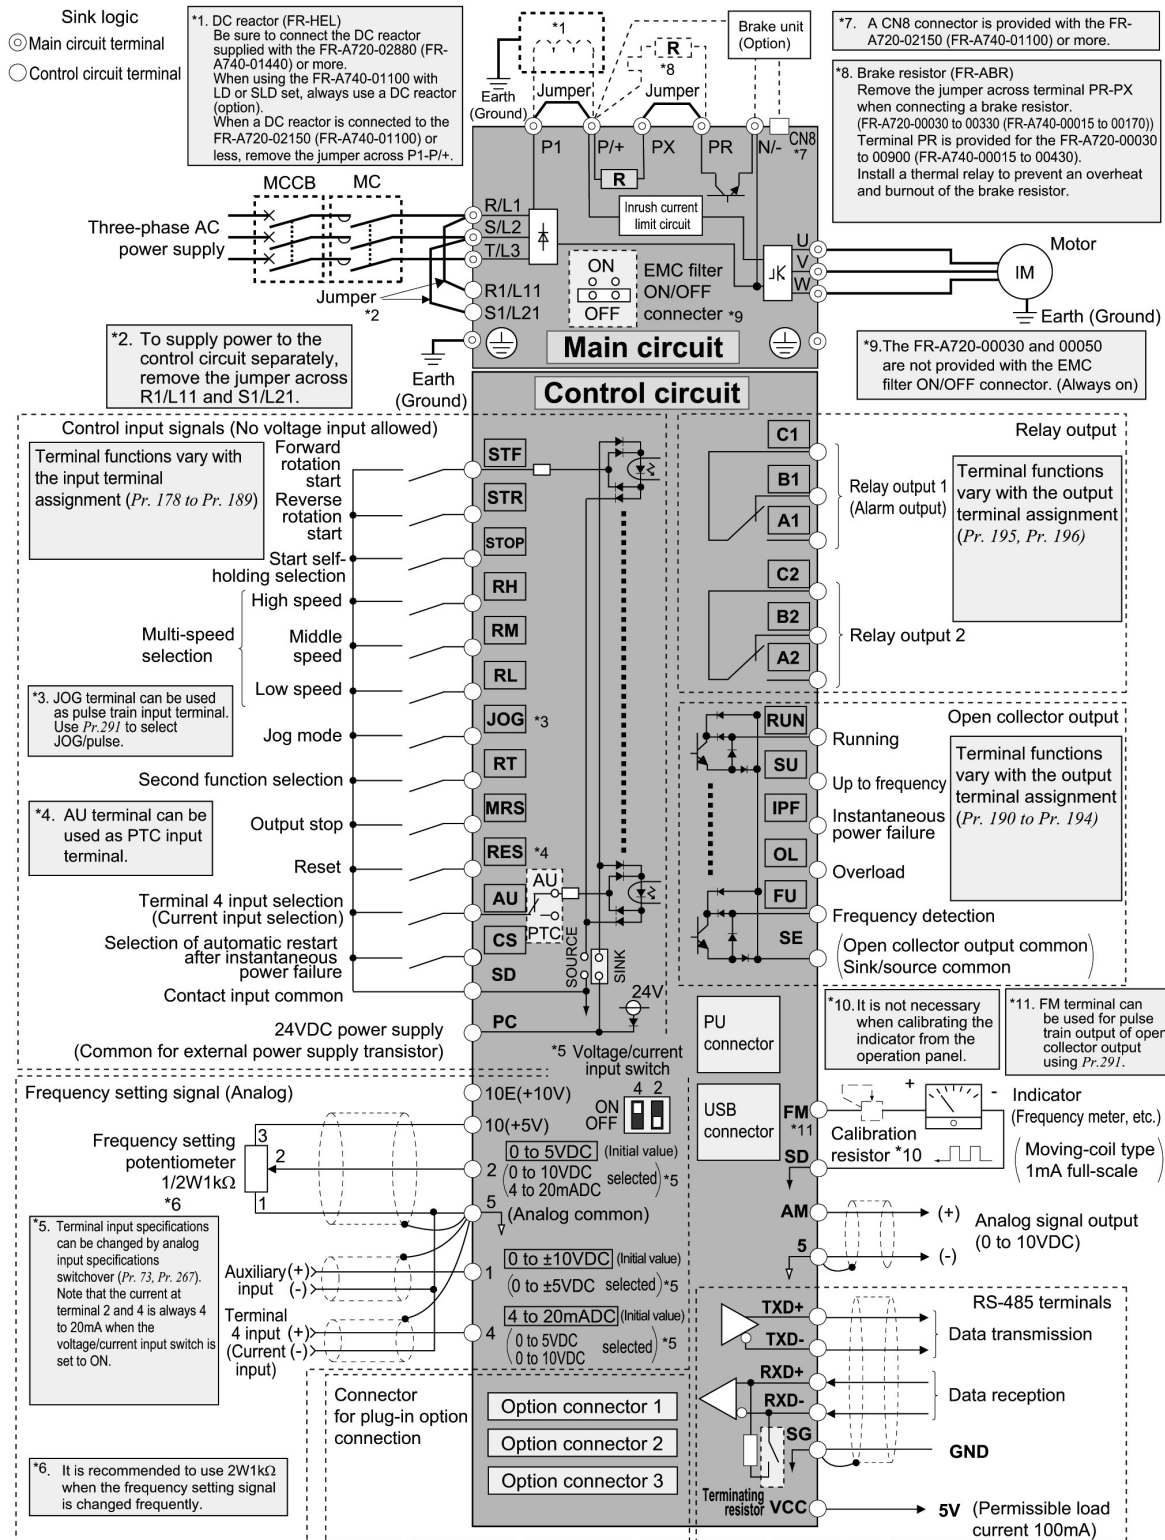 Sink logic
Main circuit terminal
Control circuit terminal
*1. DC reactor (FR-HEL)
Be sure to connect the DC reactor
supplied with the FR-A720-02880 (FR-
A740-01440) or more.
When using the FR-A740-01100 with
LD or SLD set, always use a DC reactor
(option).
When a DC reactor is connected to the
FR-A720-02150 (FR-A740-01100) or
less, remove the jumper across P1-P/+.
*1
Earth
(Ground)
Jumper
R
*8
Jumper
Brake unit
(Option)
*7. A CN8 connector is provided with the FR-
A720-02150 (FR-A740-01100) or more.
*8. Brake resistor (FR-ABR)
Remove the jumper across terminal PR-PX
when connecting a brake resistor.
(FR-A720-00030 to 00330 (FR-A740-00015 to 00170))
Terminal PR is provided for the FR-A720-00030
to 00900 (FR-A740-00015 to 00430).
Install a thermal relay to prevent an overheat
and burnout of the brake resistor.
P1
P/+
PX
PR
N/-
CN8
*7
R
Inrush current
limit circuit
MCCB
MC
Three-phase AC
power supply
R/L1
S/L2
T/L3
R1/L11
S1/L21
Jumper
*2
ON
OFF
EMC filter
ON/OFF
connecter *9
U
V
W
Motor
IM
Earth (Ground)
*2. To supply power to the
control circuit separately,
remove the jumper across
R1/L11 and S1/L21.
Earth
(Ground)
Main circuit
*9.The FR-A720-00030 and 00050
are not provided with the EMC
filter ON/OFF connector. (Always on)
Control circuit
Control input signals (No voltage input allowed)
Terminal functions vary with
the input terminal
assignment (Pr. 178 to Pr. 189)
Forward
rotation
start
STF
Reverse
rotation
start
STR
Start self-
holding selection
STOP
Multi-speed
selection
High speed
RH
Middle
speed
RM
Low speed
RL
*3. JOG terminal can be used
as pulse train input terminal.
Use Pr.291 to select
JOG/pulse.
Jog mode
JOG *3
Second function selection
RT
*4. AU terminal can be
used as PTC input
terminal.
Output stop
MRS
Reset
RES *4
Terminal 4 input selection
(Current input selection)
AU
AU
PTC
Selection of automatic restart
after instantaneous
power failure
CS
SOURCE
SINK
Contact input common
SD
24V
24VDC power supply
(Common for external power supply transistor)
PC
Relay output
C1
B1
A1
Relay output 1
(Alarm output)
Terminal functions
vary with the output
terminal assignment
(Pr. 195, Pr. 196)
C2
B2
A2
Relay output 2
Open collector output
RUN
Running
SU
Up to frequency
IPF
Instantaneous
power failure
OL
Overload
FU
Frequency detection
SE
(Open collector output common
Sink/source common)
Terminal functions
vary with the output
terminal assignment
(Pr. 190 to Pr. 194)
*5 Voltage/current
input switch
4 2
ON
OFF
PU
connector
USB
connector
*10.It is not necessary
when calibrating the
indicator from the
operation panel.
*11. FM terminal can
be used for pulse
train output of open
collector output
using Pr.291.
Frequency setting signal (Analog)
10E(+10V)
10(+5V)
Frequency setting
potentiometer
1/2W1kΩ
*6
3
2
1
2
0 to 5VDC (Initial value)
(0 to 10VDC
4 to 20mADC selected) *5
5
(Analog common)
*5. Terminal input specifications
can be changed by analog
input specifications
switchover (Pr. 73, Pr. 267).
Note that the current at
terminal 2 and 4 is always 4
to 20mA when the
voltage/current input switch is
set to ON.
Auxiliary (+)
input (-)
1
0 to ±10VDC (Initial value)
(0 to ±5VDC selected) *5
Terminal
4 input (+)
(Current (-)
input)
4
4 to 20mADC (Initial value)
(0 to 5VDC
0 to 10VDC selected) *5
FM
*11
SD
+
-
Calibration
resistor *10
Indicator
(Frequency meter, etc.)
(Moving-coil type
1mA full-scale)
AM
(+)
5
(-)
Analog signal output
(0 to 10VDC)
RS-485 terminals
TXD+
TXD-
Data transmission
RXD+
RXD-
Data reception
SG
GND
Terminating
resistor
VCC
5V (Permissible load
current 100mA)
Connector
for plug-in option
connection
Option connector 1
Option connector 2
Option connector 3
*6. It is recommended to use 2W1kΩ
when the frequency setting signal
is changed frequently.